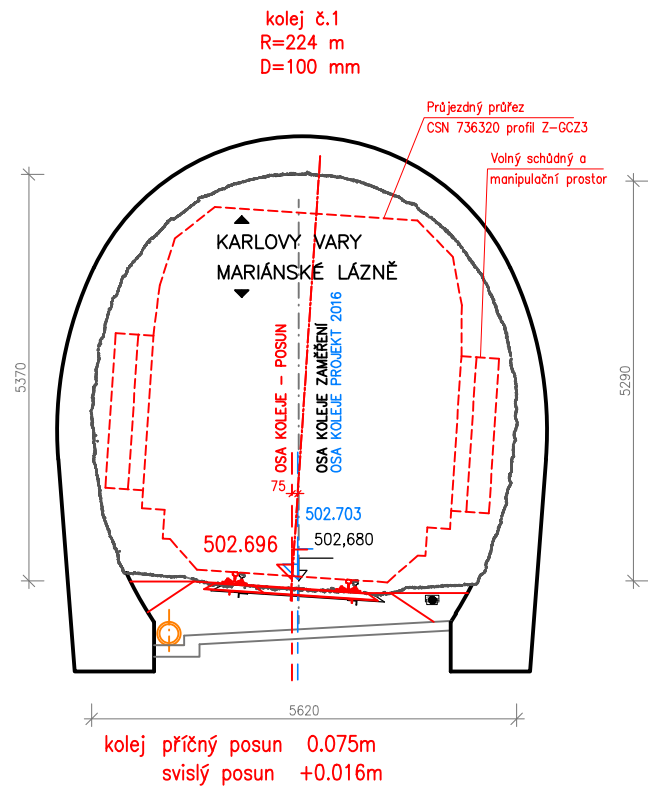 kolej č.1
R=224 m
D=100 mm
Průjezdný průřez
CSN 736320 profil Z-GCZ3
Volný schůdný a
manipulační prostor
KARLOVY VARY
MARIÁNSKÉ LÁZNĚ
5370
5290
OSA KOLEJE - POSUN
OSA KOLEJE ZAMĚŘENÍ
OSA KOLEJE PROJEKT 2016
75
502.703
502.696
502,680
5620
kolej příčný posun 0.075m
svislý posun +0.016m